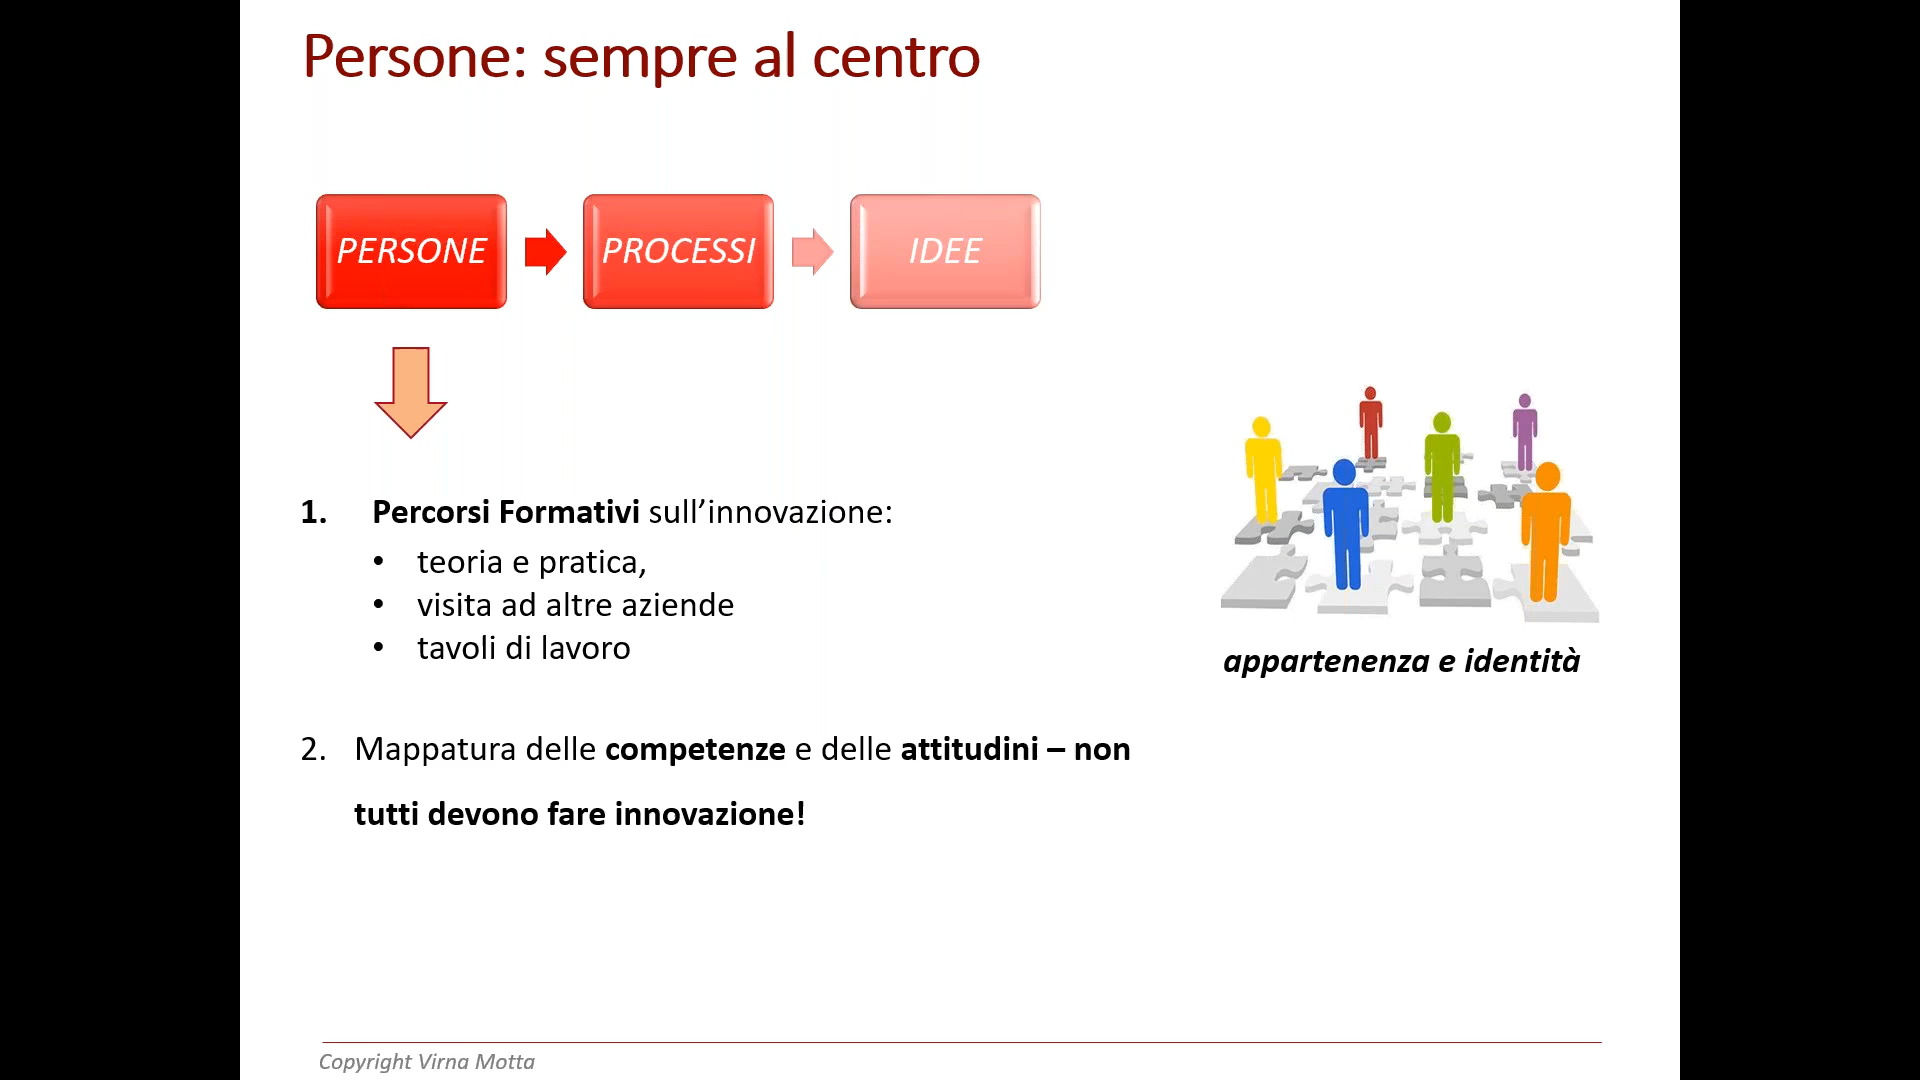 Persone: sempre al centro
PERSONE
PROCESSI
IDEE
1. Percorsi Formativi sull’innovazione:
• teoria e pratica,
• visita ad altre aziende
• tavoli di lavoro
appartenenza e identità
2. Mappatura delle competenze e delle attitudini – non
tutti devono fare innovazione!
Copyright Virna Motta